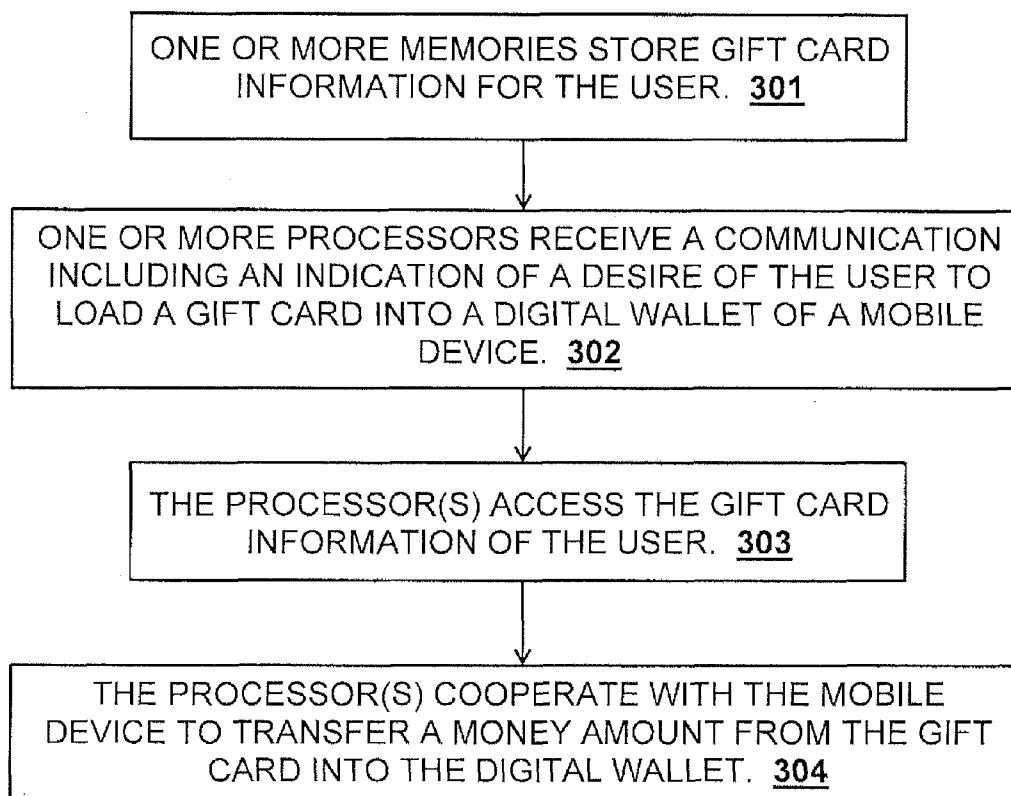 ONE OR MORE MEMORIES STORE GIFT CARD
INFORMATION FOR THE USER. 301
ONE OR MORE PROCESSORS RECEIVE A COMMUNICATION
INCLUDING AN INDICATION OF A DESIRE OF THE USER TO
LOAD A GIFT CARD INTO A DIGITAL WALLET OF A MOBILE
DEVICE. 302
THE PROCESSOR(S) ACCESS THE GIFT CARD
INFORMATION OF THE USER. 303
THE PROCESSOR(S) COOPERATE WITH THE MOBILE
DEVICE TO TRANSFER A MONEY AMOUNT FROM THE GIFT
CARD INTO THE DIGITAL WALLET. 304